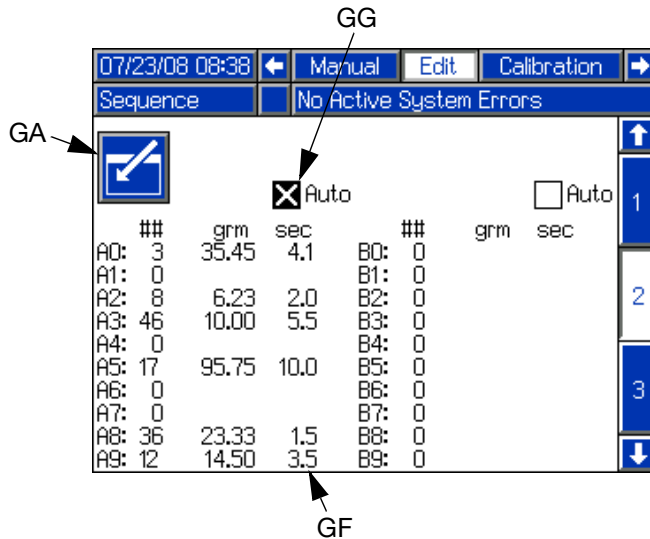 GG
07/23/08 08:38 Manual Edit Calibration
Sequence No Active System Errors
GA
Auto Auto
1
## grm sec ## grm sec
A0: 3 35.45 4.1 B0: 0
A1: 0 B1: 0
A2: 8 6.23 2.0 B2: 0
2
A3: 46 10.00 5.5 B3: 0
A4: 0 B4: 0
A5: 17 95.75 10.0 B5: 0
A6: 0 B6: 0
3
A7: 0 B7: 0
A8: 36 23.33 1.5 B8: 0
A9: 12 14.50 3.5 B9: 0
GF